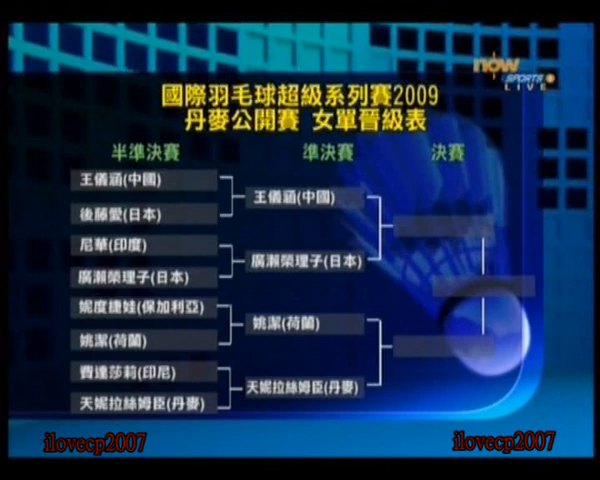 now
SPORTS
LIVE
國際羽毛球超級系列賽2009
丹麥公開賽 女單晉級表
半準決賽 準決賽 決賽
王儀涵(中國)
後藤愛(日本)
尼華(印度)
廣瀨榮理子(日本)
妮度捷娃(保加利亞)
姚潔(荷蘭)
費達莎莉(印尼)
天妮拉絲姆臣(丹麥)
王儀涵(中國)
廣瀨榮理子(日本)
姚潔(荷蘭)
天妮拉絲姆臣(丹麥)
ilovecp2007
ilovecp2007